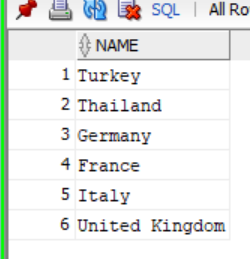 SQL | All Ro
NAME
1 Turkey
2 Thailand
3 Germany
4 France
5 Italy
6 United Kingdom